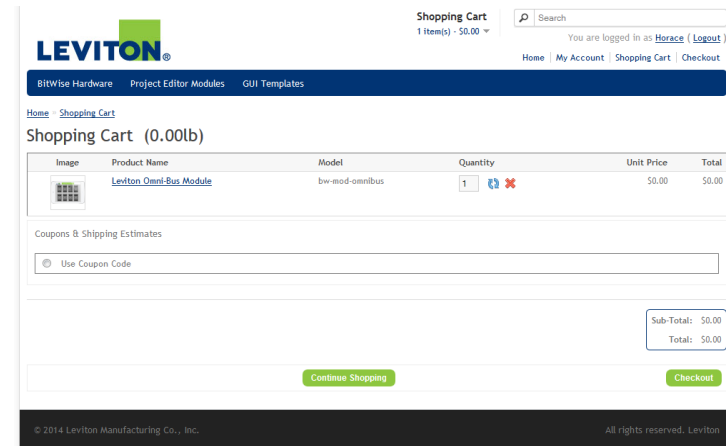 LEVITON®
Shopping Cart
1 item(s) - $0.00
Search
You are logged in as Horace ( Logout )
Home My Account Shopping Cart Checkout
BitWise Hardware Project Editor Modules GUI Templates
Home » Shopping Cart
Shopping Cart (0.00lb)
Image Product Name Model Quantity Unit Price Total
Leviton Omni-Bus Module bw-mod-omnibus 1 $0.00 $0.00
Coupons & Shipping Estimates
Use Coupon Code
Sub-Total: $0.00
Total: $0.00
Continue Shopping Checkout
© 2014 Leviton Manufacturing Co., Inc. All rights reserved. Leviton